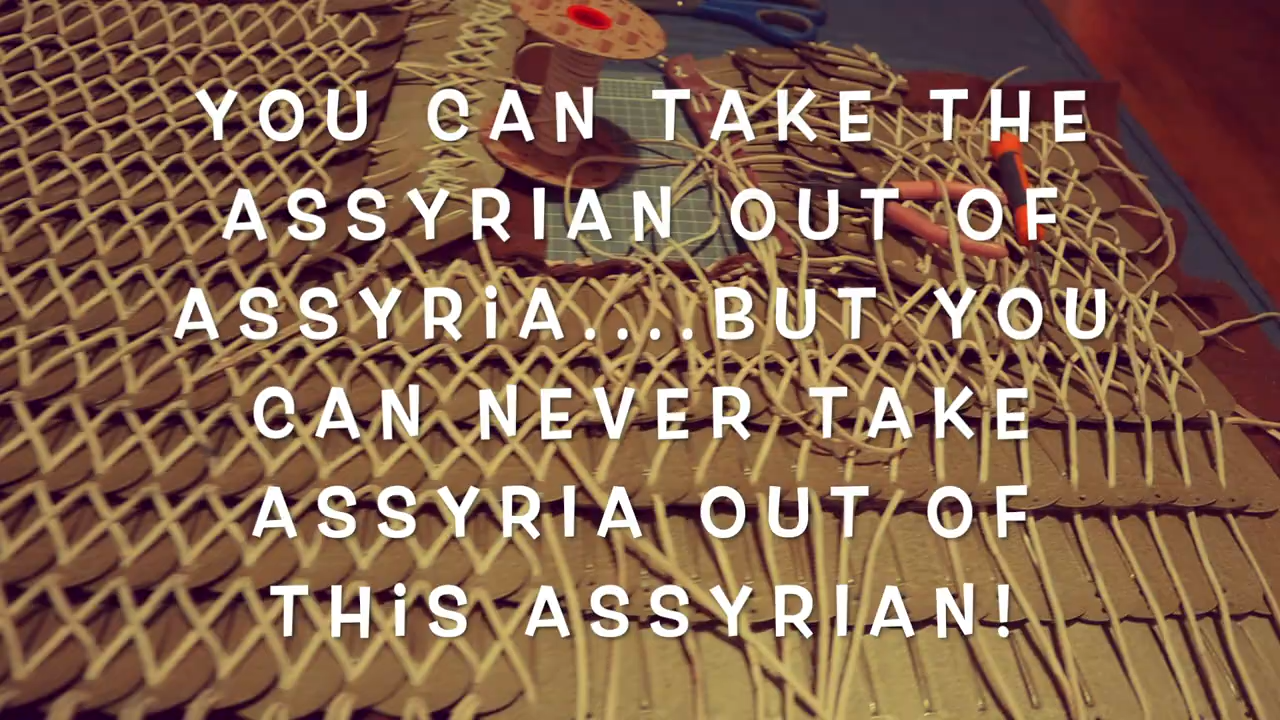 YOU CAN TAKE THE
ASSYRIAN OUT OF
ASSYRiA....BUT YOU
CAN NEVER TAKE
ASSYRIA OUT OF
THiS ASSYRIAN!